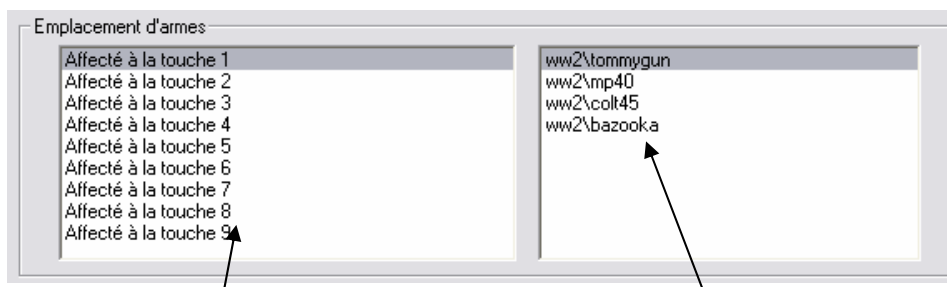 Emplacement d'armes
Affecté à la touche 1
Affecté à la touche 2
Affecté à la touche 3
Affecté à la touche 4
Affecté à la touche 5
Affecté à la touche 6
Affecté à la touche 7
Affecté à la touche 8
Affecté à la touche 9
ww2\tommygun
ww2\mp40
ww2\colt45
ww2\bazooka